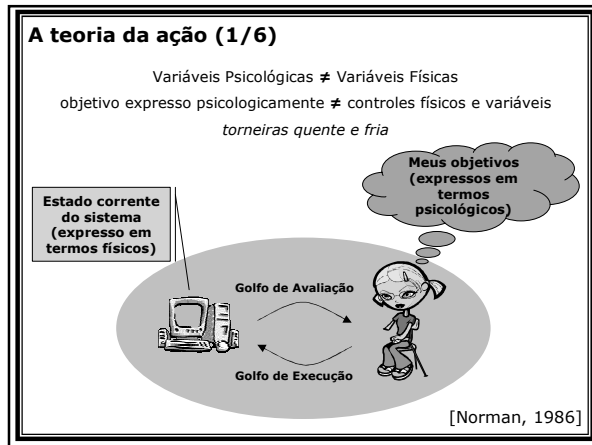 A teoria da ação (1/6)
Variáveis Psicológicas ≠ Variáveis Físicas
objetivo expresso psicologicamente ≠ controles físicos e variáveis
torneiras quente e fria
Meus objetivos
(expressos em
termos
psicológicos)
Estado corrente
do sistema
(expresso em
termos físicos)
Golfo de Avaliação
Golfo de Execução
[Norman, 1986]